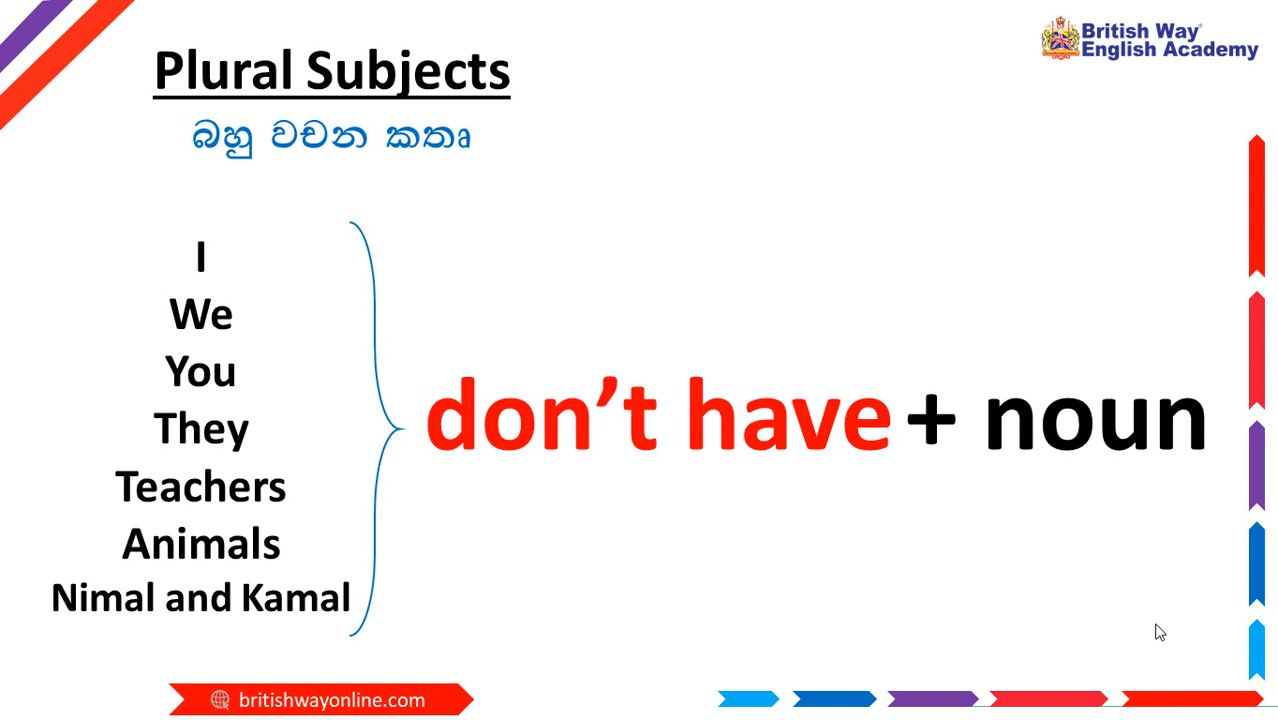 British Way
English Academy
Plural Subjects
බහු වචන කතෘ
I
We
You
They
Teachers
Animals
Nimal and Kamal
don’t have + noun
britishwayonline.com